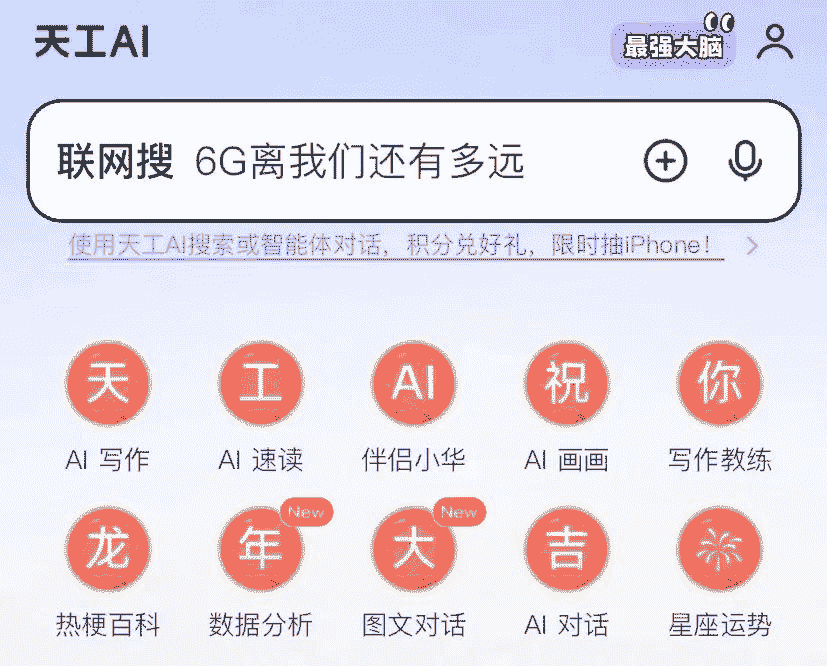 天工AI
最强大脑
联网搜 6G离我们还有多远
使用天工AI搜索或智能体对话，积分兑好礼，限时抽iPhone！
天 工 AI 祝 你
AI 写作 AI 速读 伴侣小华 AI 画画 写作教练
New New
龙 年 大 吉
热梗百科 数据分析 图文对话 AI 对话 星座运势